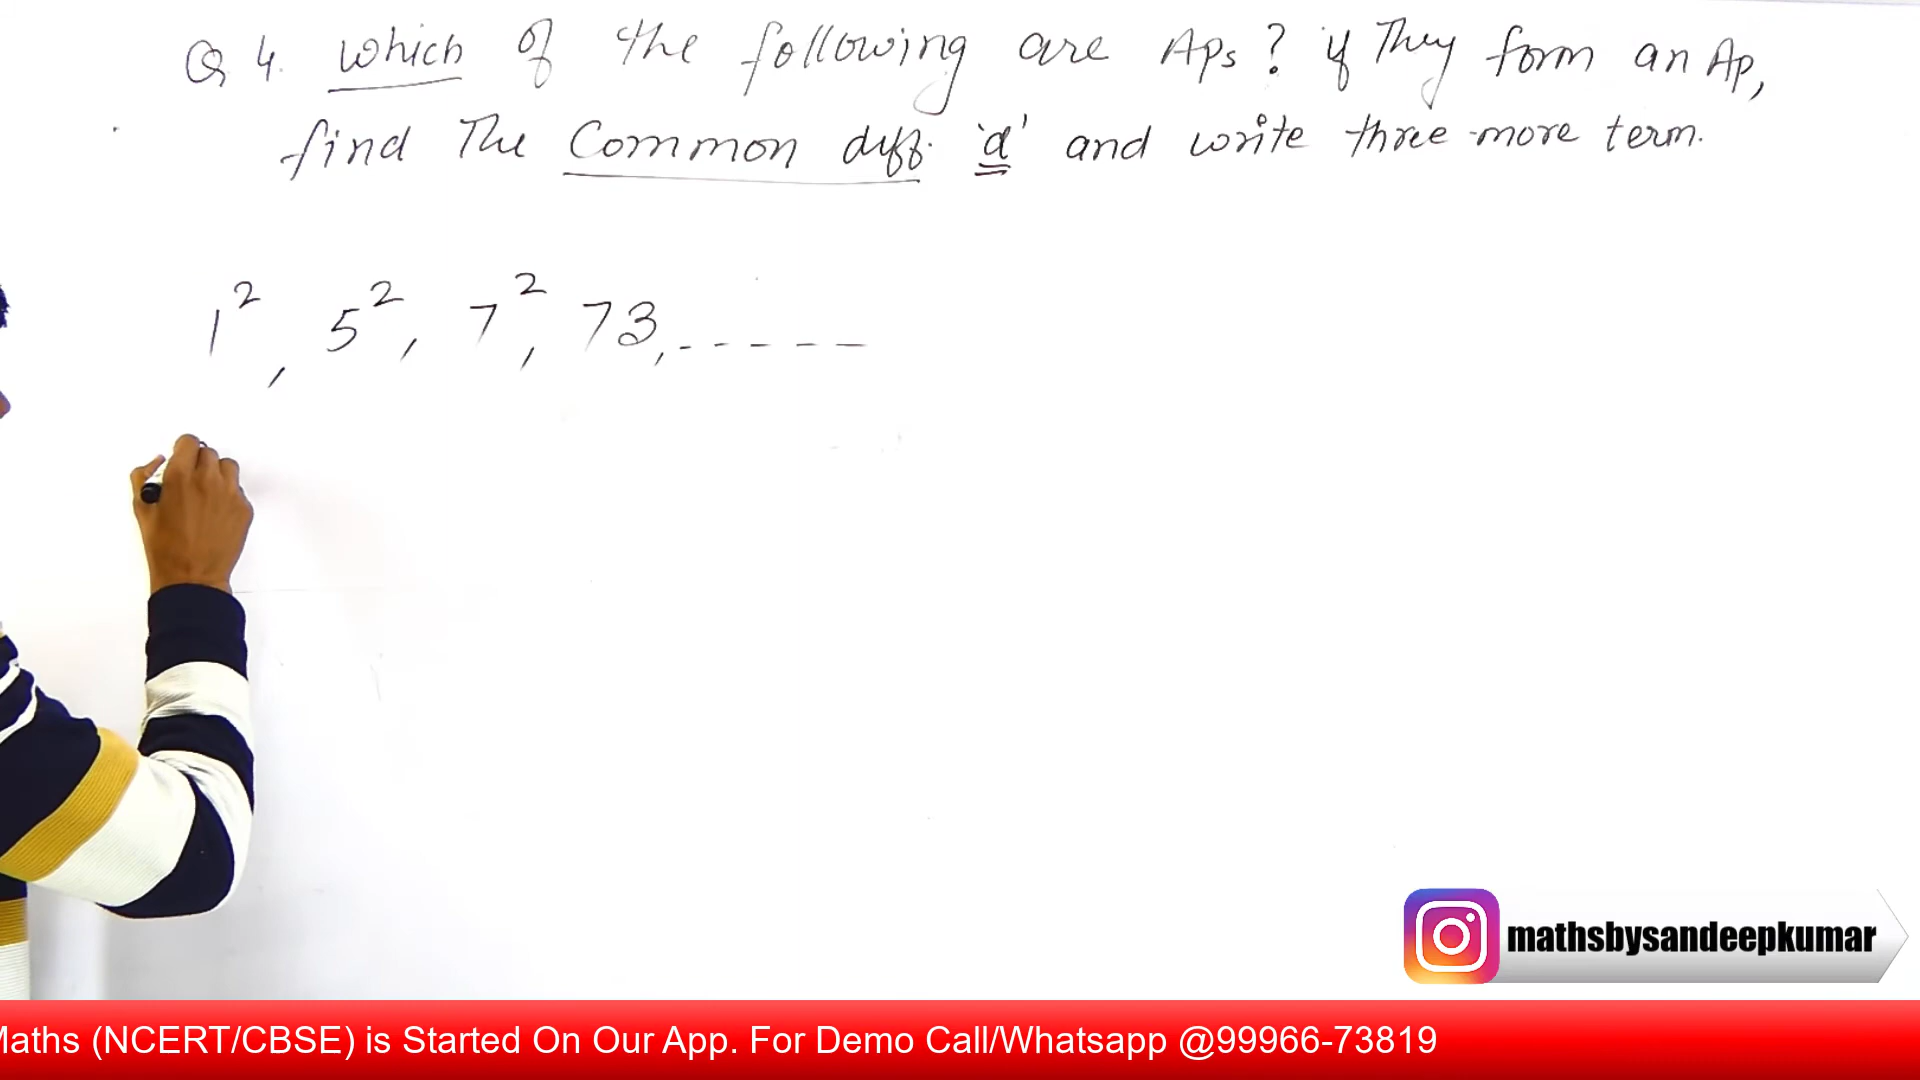 Q 4. Which of the following are APs? if They form an Ap,
find The Common diff. 'd' and write three more term.
1², 5², 7², 73, - - - - -
mathsbysandeepkumar
Maths (NCERT/CBSE) is Started On Our App. For Demo Call/Whatsapp @99966-73819